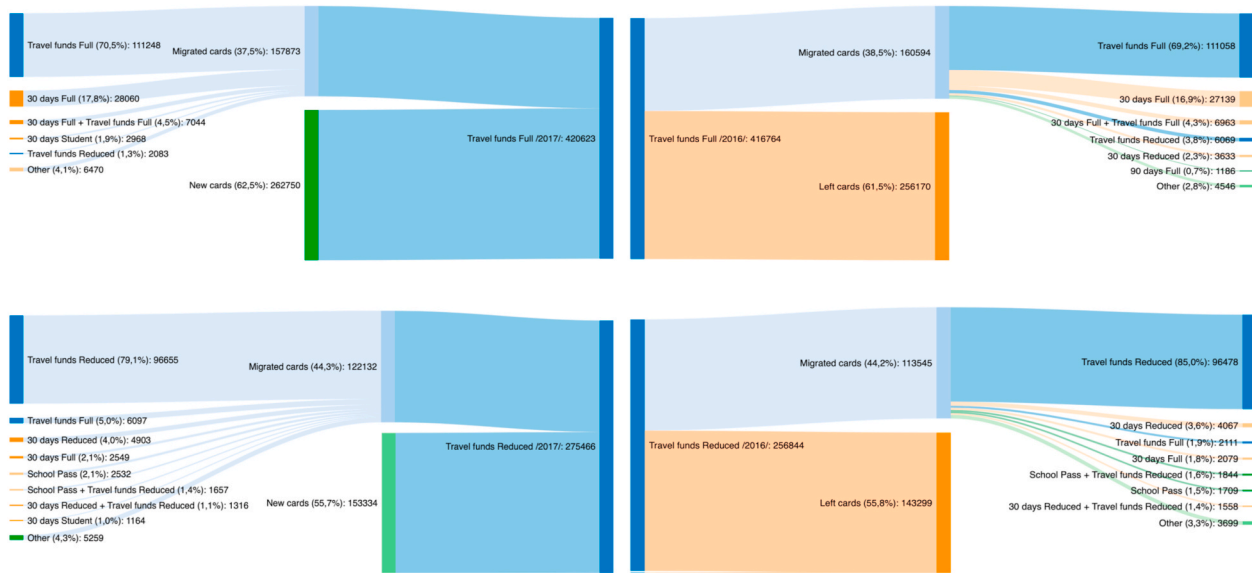 Travel funds Full (70,5%): 111248
Migrated cards (37,5%): 157873
30 days Full (17,8%): 28060
30 days Full + Travel funds Full (4,5%): 7044
30 days Student (1,9%): 2968
Travel funds Reduced (1,3%): 2083
Other (4,1%): 6470
New cards (62,5%): 262750
Travel funds Full /2017/: 420623
Travel funds Full /2016/: 416764
Migrated cards (38,5%): 160594
Left cards (61,5%): 256170
Travel funds Full (69,2%): 111058
30 days Full (16,9%): 27139
30 days Full + Travel funds Full (4,3%): 6963
Travel funds Reduced (3,8%): 6069
30 days Reduced (2,3%): 3633
90 days Full (0,7%): 1186
Other (2,8%): 4546
Travel funds Reduced (79,1%): 96655
Migrated cards (44,3%): 122132
Travel funds Full (5,0%): 6097
30 days Reduced (4,0%): 4903
30 days Full (2,1%): 2549
School Pass (2,1%): 2532
School Pass + Travel funds Reduced (1,4%): 1657
30 days Reduced + Travel funds Reduced (1,1%): 1316
30 days Student (1,0%): 1164
Other (4,3%): 5259
New cards (55,7%): 153334
Travel funds Reduced /2017/: 275466
Travel funds Reduced /2016/: 256844
Migrated cards (44,2%): 113545
Left cards (55,8%): 143299
Travel funds Reduced (85,0%): 96478
30 days Reduced (3,6%): 4067
Travel funds Full (1,9%): 2111
30 days Full (1,8%): 2079
School Pass + Travel funds Reduced (1,6%): 1844
School Pass (1,5%): 1709
30 days Reduced + Travel funds Reduced (1,4%): 1558
Other (3,3%): 3699